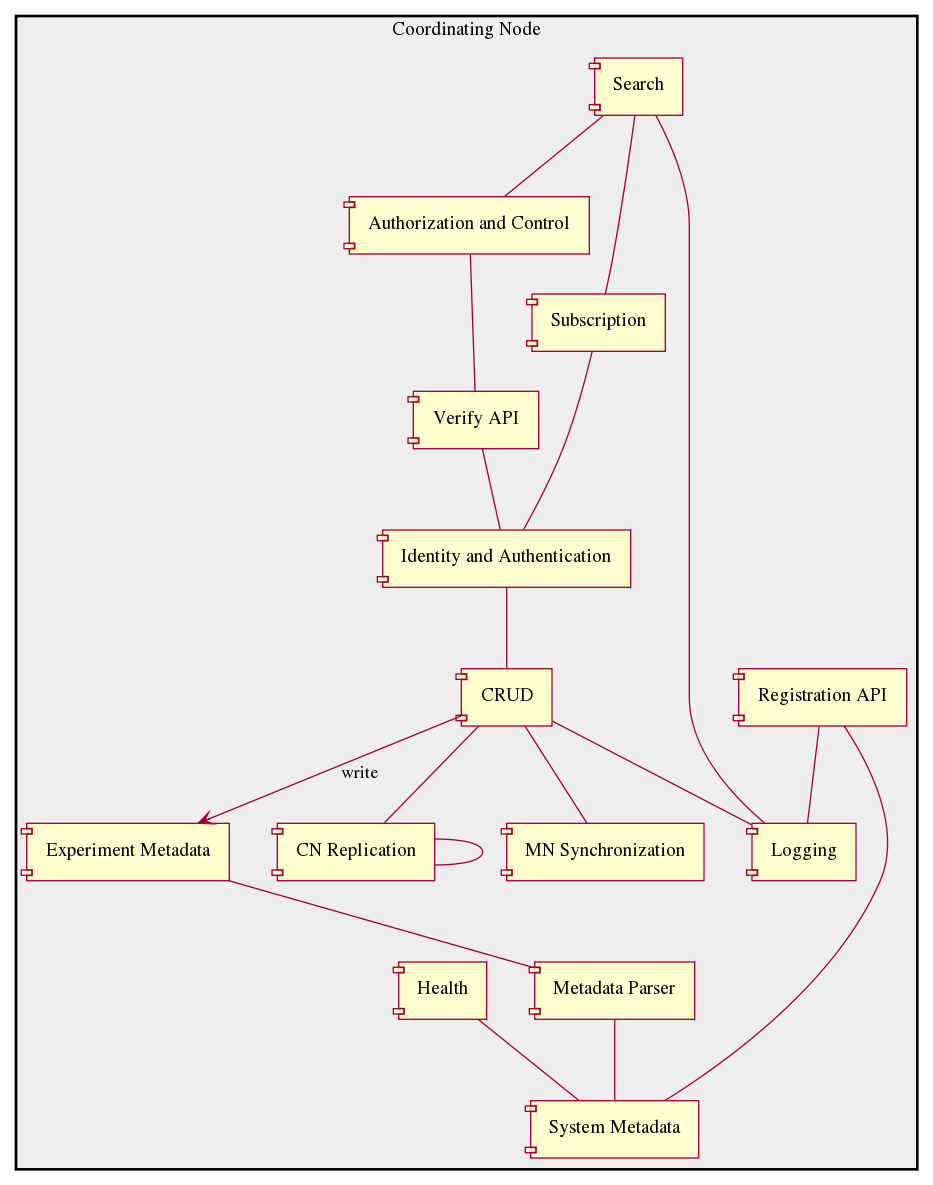 Coordinating Node
Search
Authorization and Control
Subscription
Verify API
Identity and Authentication
CRUD
Registration API
write
Experiment Metadata
CN Replication
MN Synchronization
Logging
Health
Metadata Parser
System Metadata